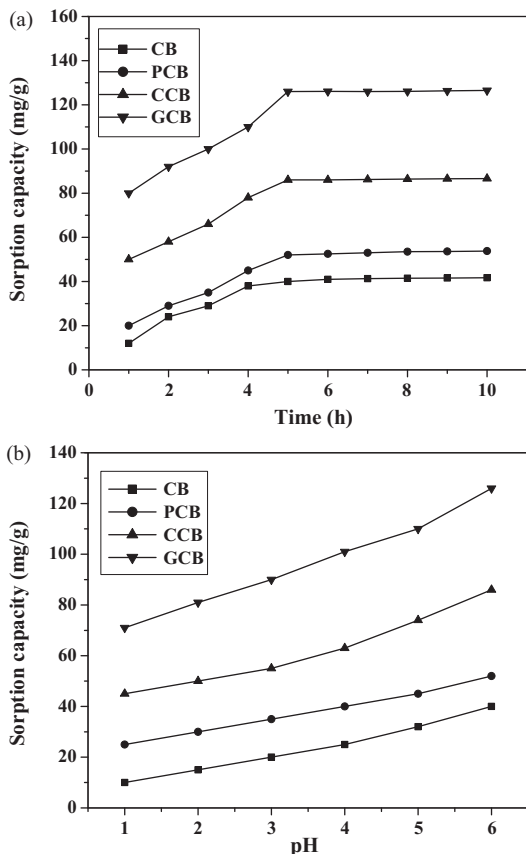 (a)
160
140
120
100
80
60
40
20
0
Sorption capacity (mg/g)
CB
PCB
CCB
GCB
0 2 4 6 8 10
Time (h)
(b)
140
120
100
80
60
40
20
0
Sorption capacity (mg/g)
CB
PCB
CCB
GCB
1 2 3 4 5 6
pH